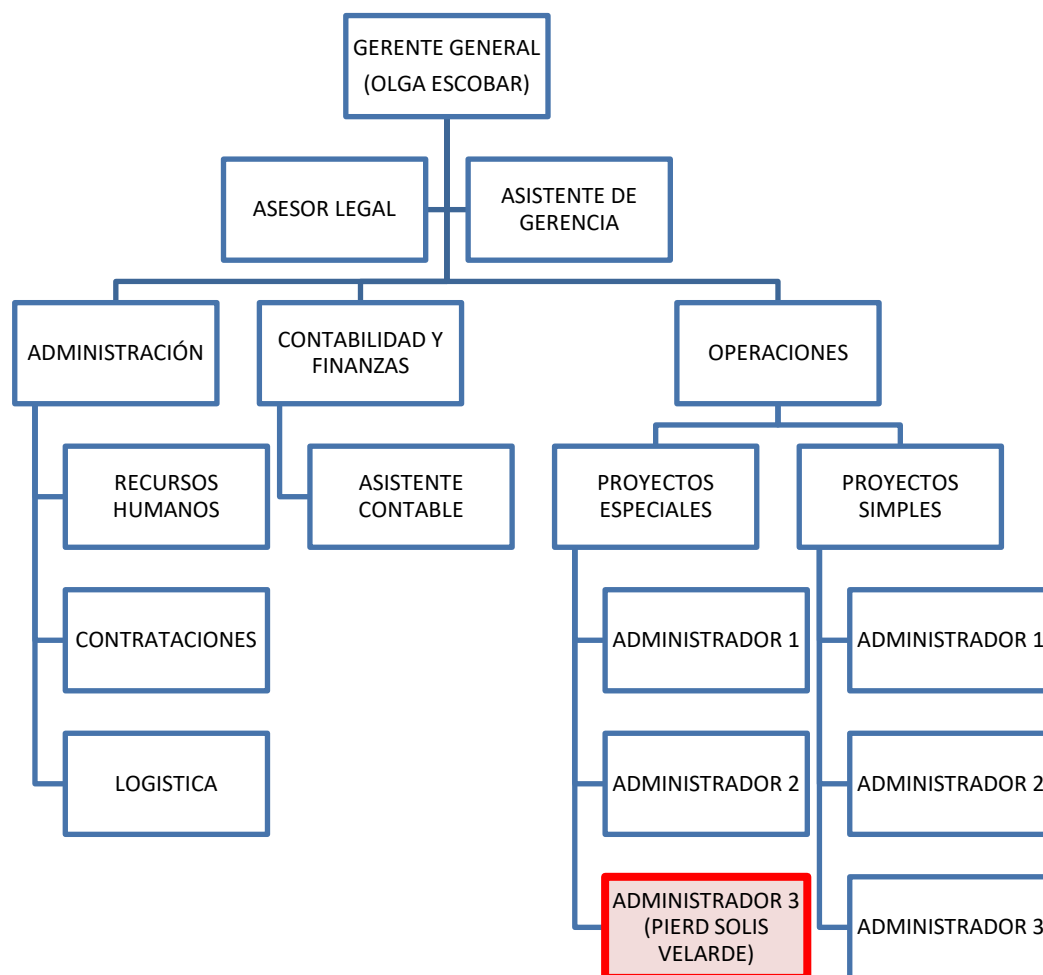 GERENTE GENERAL
(OLGA ESCOBAR)
ASESOR LEGAL
ASISTENTE DE
GERENCIA
ADMINISTRACIÓN
CONTABILIDAD Y
FINANZAS
OPERACIONES
RECURSOS
HUMANOS
ASISTENTE
CONTABLE
PROYECTOS
ESPECIALES
PROYECTOS
SIMPLES
CONTRATACIONES
ADMINISTRADOR 1
ADMINISTRADOR 1
LOGISTICA
ADMINISTRADOR 2
ADMINISTRADOR 2
ADMINISTRADOR 3
(PIERD SOLIS
VELARDE)
ADMINISTRADOR 3